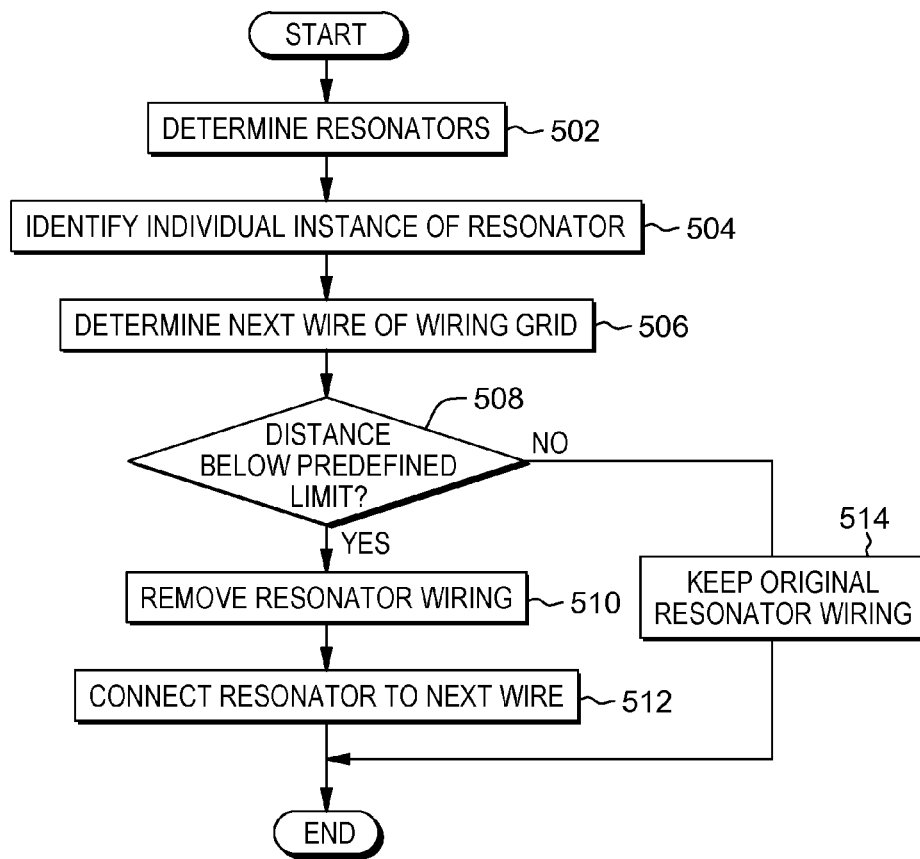 START
DETERMINE RESONATORS
502
IDENTIFY INDIVIDUAL INSTANCE OF RESONATOR
504
DETERMINE NEXT WIRE OF WIRING GRID
506
508
DISTANCE
BELOW PREDEFINED
LIMIT?
NO
YES
514
REMOVE RESONATOR WIRING
510
KEEP ORIGINAL
RESONATOR WIRING
CONNECT RESONATOR TO NEXT WIRE
512
END